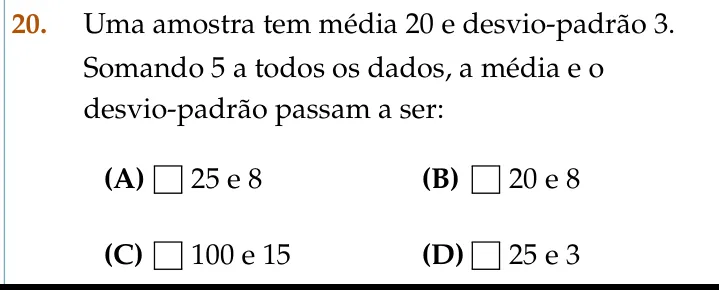 20. Uma amostra tem média 20 e desvio-padrão 3.
Somando 5 a todos os dados, a média e o
desvio-padrão passam a ser:
(A) □ 25 e 8 (B) □ 20 e 8
(C) □ 100 e 15 (D) □ 25 e 3